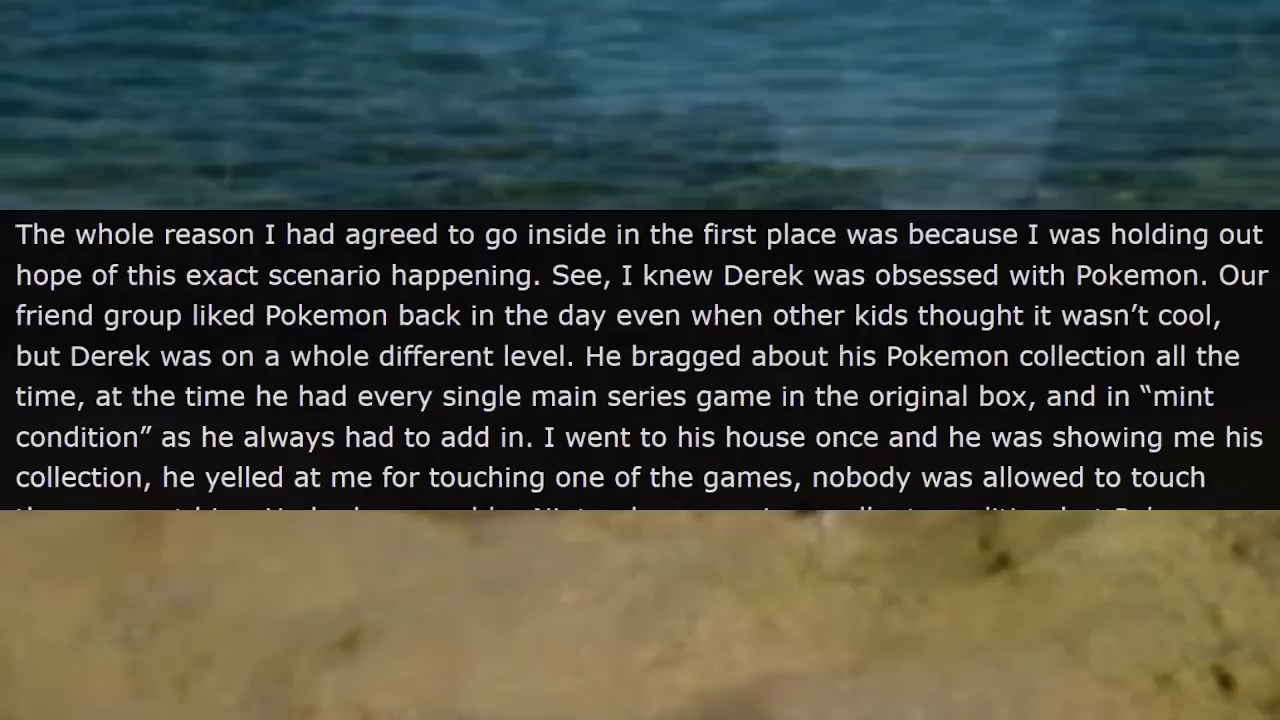 The whole reason I had agreed to go inside in the first place was because I was holding out
hope of this exact scenario happening. See, I knew Derek was obsessed with Pokemon. Our
friend group liked Pokemon back in the day even when other kids thought it wasn’t cool,
but Derek was on a whole different level. He bragged about his Pokemon collection all the
time, at the time he had every single main series game in the original box, and in “mint
condition” as he always had to add in. I went to his house once and he was showing me his
collection, he yelled at me for touching one of the games, nobody was allowed to touch